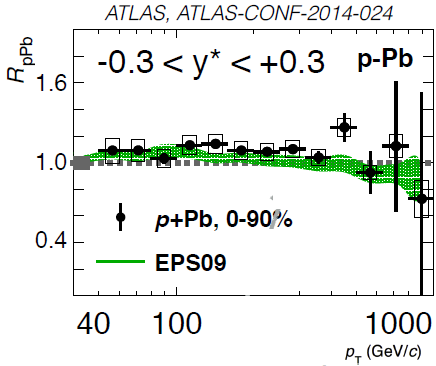 ATLAS, ATLAS-CONF-2014-024
-0.3 < y* < +0.3 p-Pb
RpPb
1.6
1.0
0.4
p+Pb, 0-90%
EPS09
40 100 1000
pT (GeV/c)